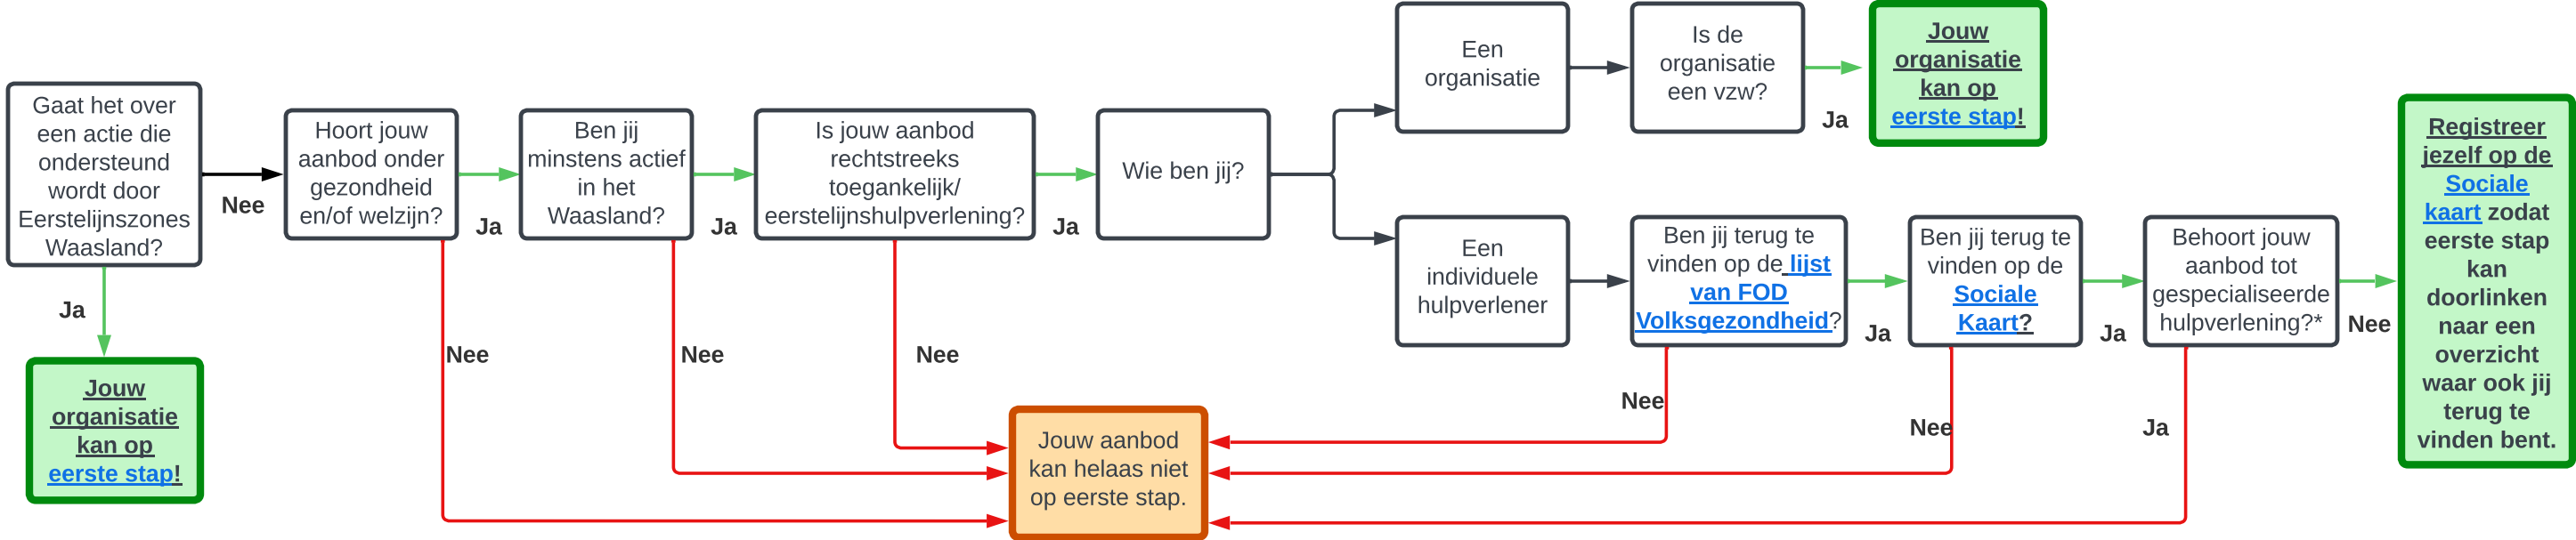 Gaat het over
een actie die
ondersteund
wordt door
Eerstelijnszones
Waasland?
Nee
Ja
Jouw
organisatie
kan op
eerste stap!
Hoort jouw
aanbod onder
gezondheid
en/of welzijn?
Ja
Nee
Ben jij
minstens actief
in het
Waasland?
Ja
Nee
Is jouw aanbod
rechtstreeks
toegankelijk/
eerstelijnshulpverlening?
Ja
Nee
Wie ben jij?
Een
organisatie
Is de
organisatie
een vzw?
Ja
Jouw
organisatie
kan op
eerste stap!
Een
individuele
hulpverlener
Ben jij terug te
vinden op de lijst
van FOD
Volksgezondheid?
Ja
Nee
Ben jij terug te
vinden op de
Sociale
Kaart?
Ja
Nee
Behoort jouw
aanbod tot
gespecialiseerde
hulpverlening?*
Nee
Ja
Registreer
jezelf op de
Sociale
kaart zodat
eerste stap
kan
doorlinken
naar een
overzicht
waar ook jij
terug te
vinden bent.
Jouw aanbod
kan helaas niet
op eerste stap.